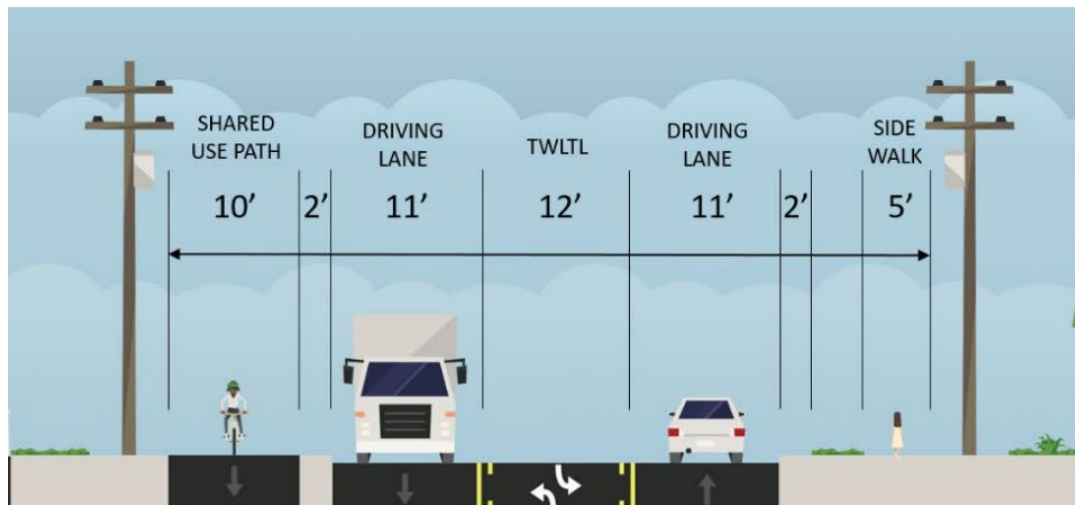 SHARED
USE PATH
DRIVING
LANE
TWLTL
DRIVING
LANE
SIDE
WALK
10’
2’
11’
12’
11’
2’
5’